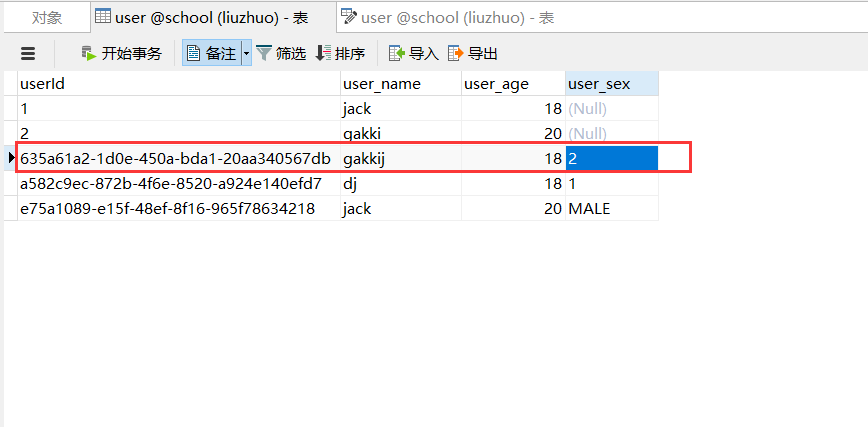 对象 user @school (liuzhuo) - 表 user @school (liuzhuo) - 表
开始事务 备注 筛选 排序 导入 导出
userId user_name user_age user_sex
1 jack 18 (Null)
2 gakki 20 (Null)
635a61a2-1d0e-450a-bda1-20aa340567db gakkij 18 2
a582c9ec-872b-4f6e-8520-a924e140efd7 dj 18 1
e75a1089-e15f-48ef-8f16-965f78634218 jack 20 MALE